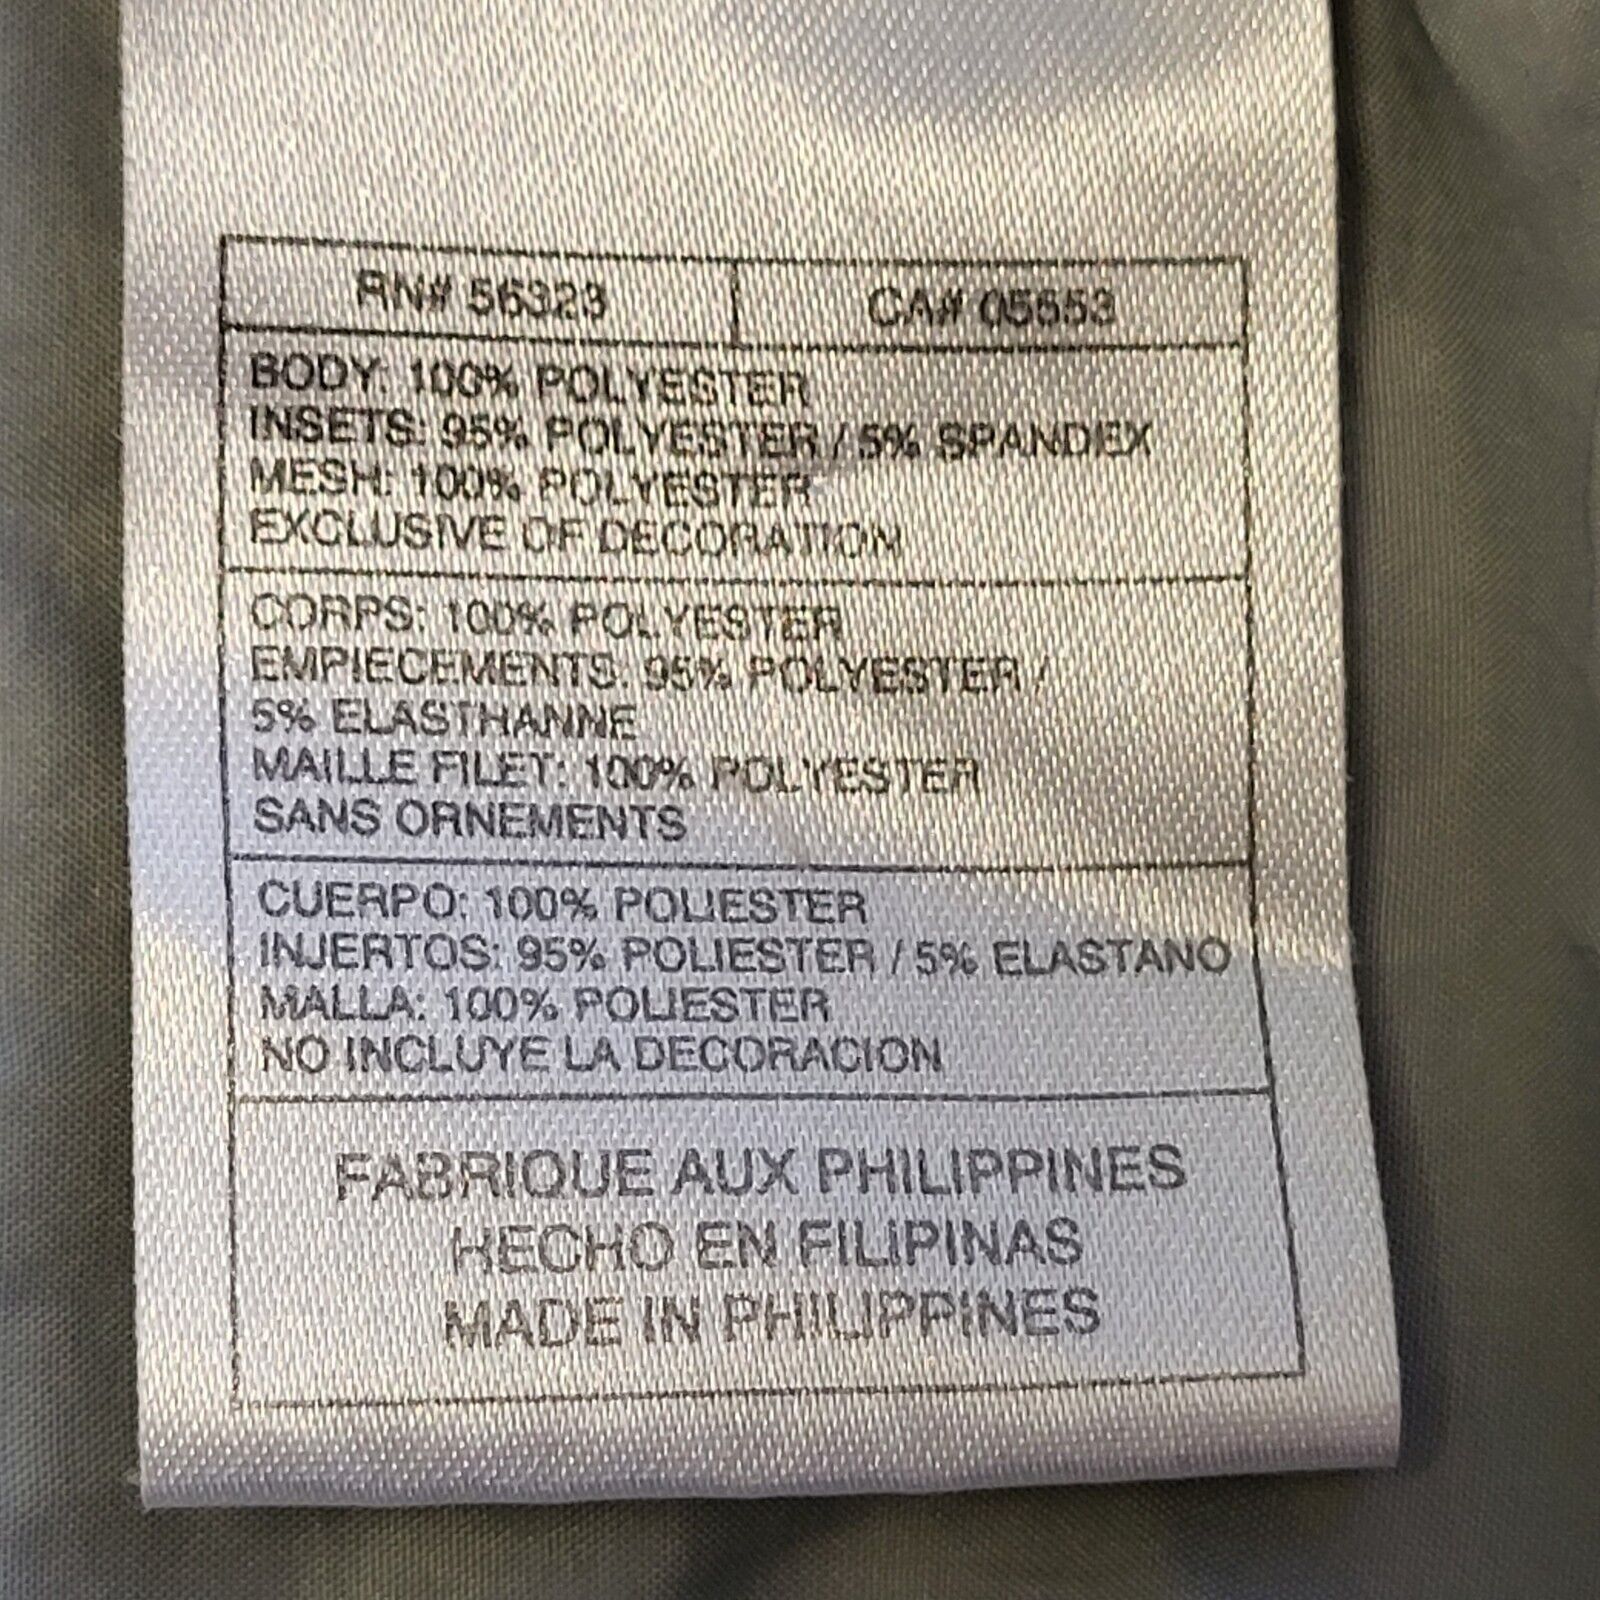 RN# 56323 CA# 05553
BODY: 100% POLYESTER
INSETS: 95% POLYESTER / 5% SPANDEX
MESH: 100% POLYESTER
EXCLUSIVE OF DECORATION
CORPS: 100% POLYESTER
EMPIECEMENTS: 95% POLYESTER /
5% ELASTHANNE
MAILLE FILET: 100% POLYESTER
SANS ORNEMENTS
CUERPO: 100% POLIESTER
INJERTOS: 95% POLIESTER / 5% ELASTANO
MALLA: 100% POLIESTER
NO INCLUYE LA DECORACION
FABRIQUE AUX PHILIPPINES
HECHO EN FILIPINAS
MADE IN PHILIPPINES